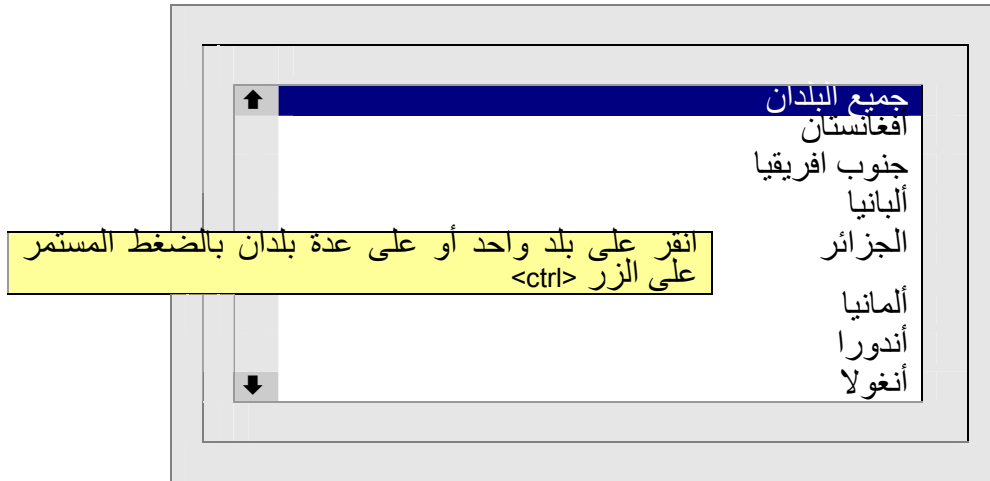 جميع البلدان
افغانستان
جنوب افريقيا
ألبانيا
الجزائر
انقر على بلد واحد أو على عدة بلدان بالضغط المستمر
على الزر <ctrl>
ألمانيا
أندورا
أنغولا